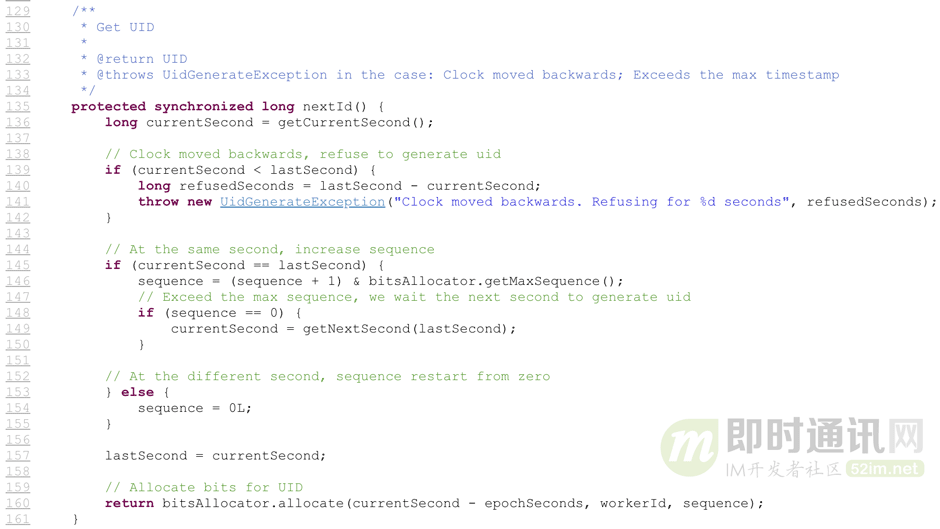 129 /**
130 * Get UID
131 *
132 * @return UID
133 * @throws UidGenerateException in the case: Clock moved backwards; Exceeds the max timestamp
134 */
135 protected synchronized long nextId() {
136 long currentSecond = getCurrentSecond();
137
138 // Clock moved backwards, refuse to generate uid
139 if (currentSecond < lastSecond) {
140 long refusedSeconds = lastSecond - currentSecond;
141 throw new UidGenerateException("Clock moved backwards. Refusing for %d seconds", refusedSeconds);
142 }
143
144 // At the same second, increase sequence
145 if (currentSecond == lastSecond) {
146 sequence = (sequence + 1) & bitsAllocator.getMaxSequence();
147 // Exceed the max sequence, we wait the next second to generate uid
148 if (sequence == 0) {
149 currentSecond = getNextSecond(lastSecond);
150 }
151
152 // At the different second, sequence restart from zero
153 } else {
154 sequence = 0L;
155 }
156
157 lastSecond = currentSecond;
158
159 // Allocate bits for UID
160 return bitsAllocator.allocate(currentSecond - epochSeconds, workerId, sequence);
161 }
m 即时通讯网
IM开发者社区 52im.net